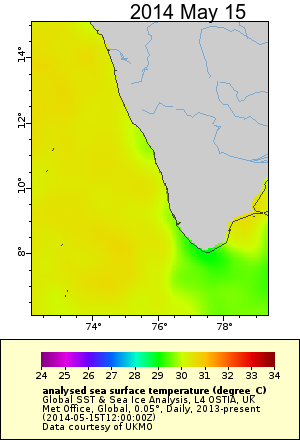 2014 May 15
14°
12°
10°
8°
74°
76°
78°
24 25 26 27 28 29 30 31 32 33 34
analysed sea surface temperature (degree_C)
Global SST & Sea Ice Analysis, L4 OSTIA, UK
Met Office, Global, 0.05°, Daily, 2013-present
(2014-05-15T12:00:00Z)
Data courtesy of UKMO